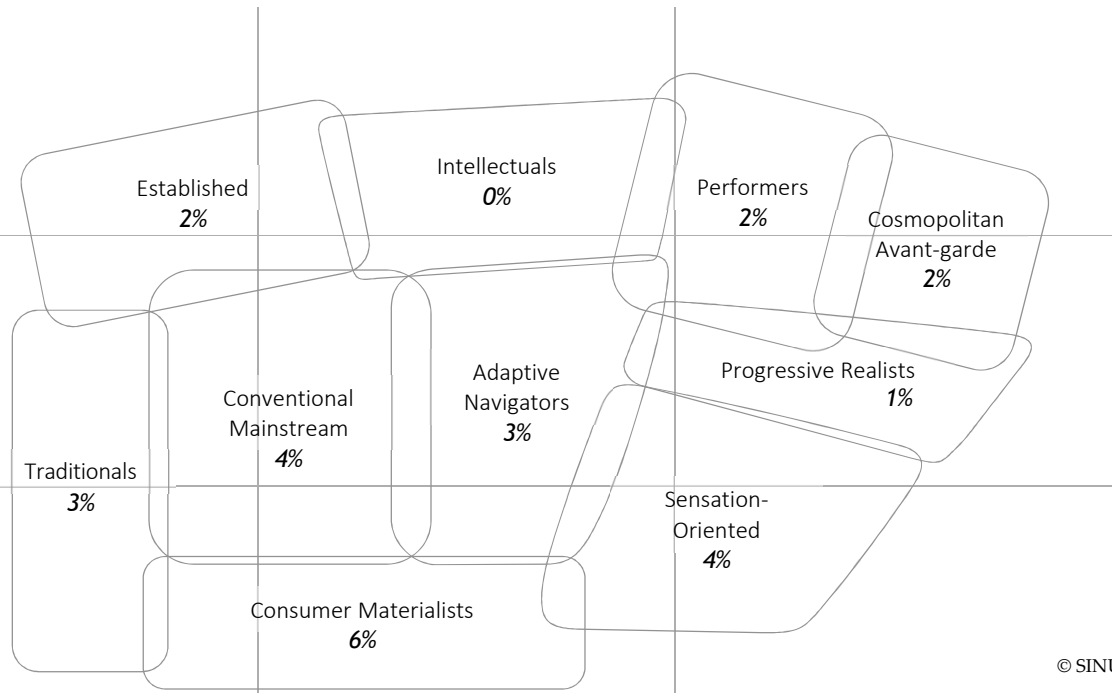 Established
2%
Intellectuals
0%
Performers
2%
Cosmopolitan
Avant-garde
2%
Progressive Realists
1%
Adaptive
Navigators
3%
Conventional
Mainstream
4%
Traditionals
3%
Sensation-
Oriented
4%
Consumer Materialists
6%
© SINU